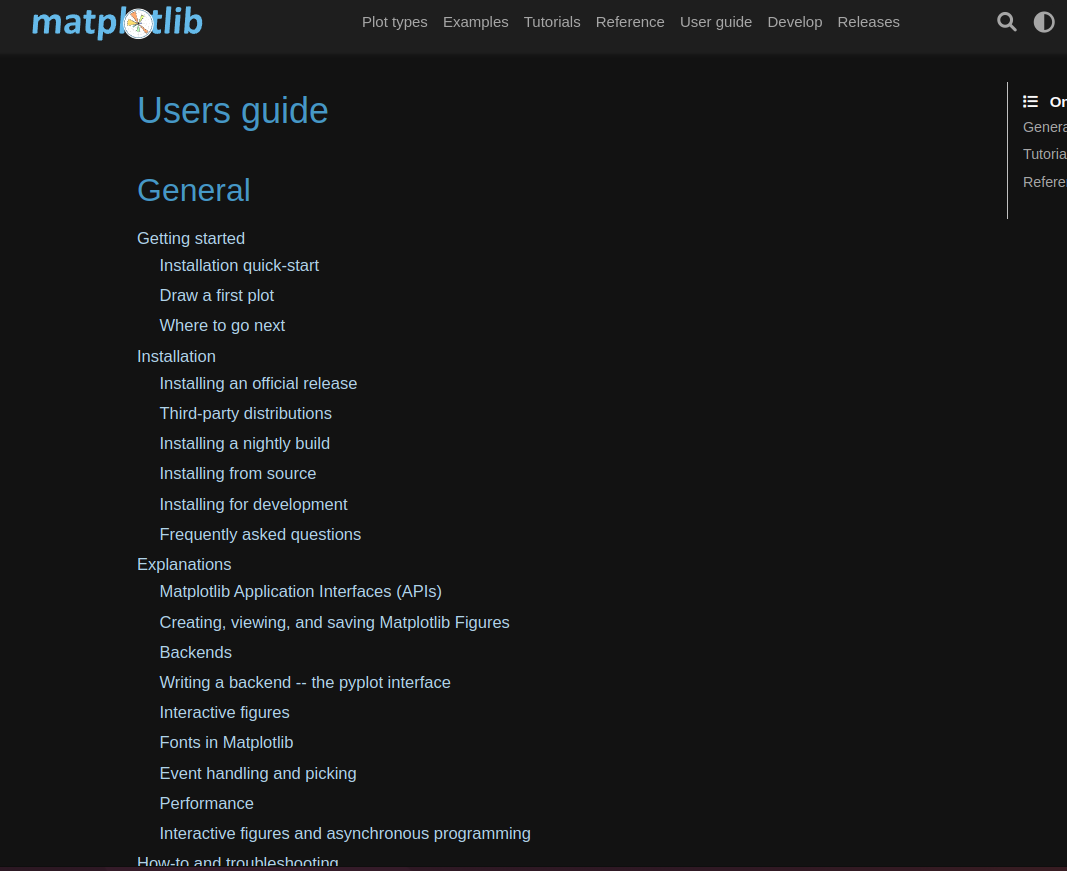 matplotlib
Plot types Examples Tutorials Reference User guide Develop Releases
Users guide
General
Getting started
Installation quick-start
Draw a first plot
Where to go next
Installation
Installing an official release
Third-party distributions
Installing a nightly build
Installing from source
Installing for development
Frequently asked questions
Explanations
Matplotlib Application Interfaces (APIs)
Creating, viewing, and saving Matplotlib Figures
Backends
Writing a backend -- the pyplot interface
Interactive figures
Fonts in Matplotlib
Event handling and picking
Performance
Interactive figures and asynchronous programming
How-to and troubleshooting